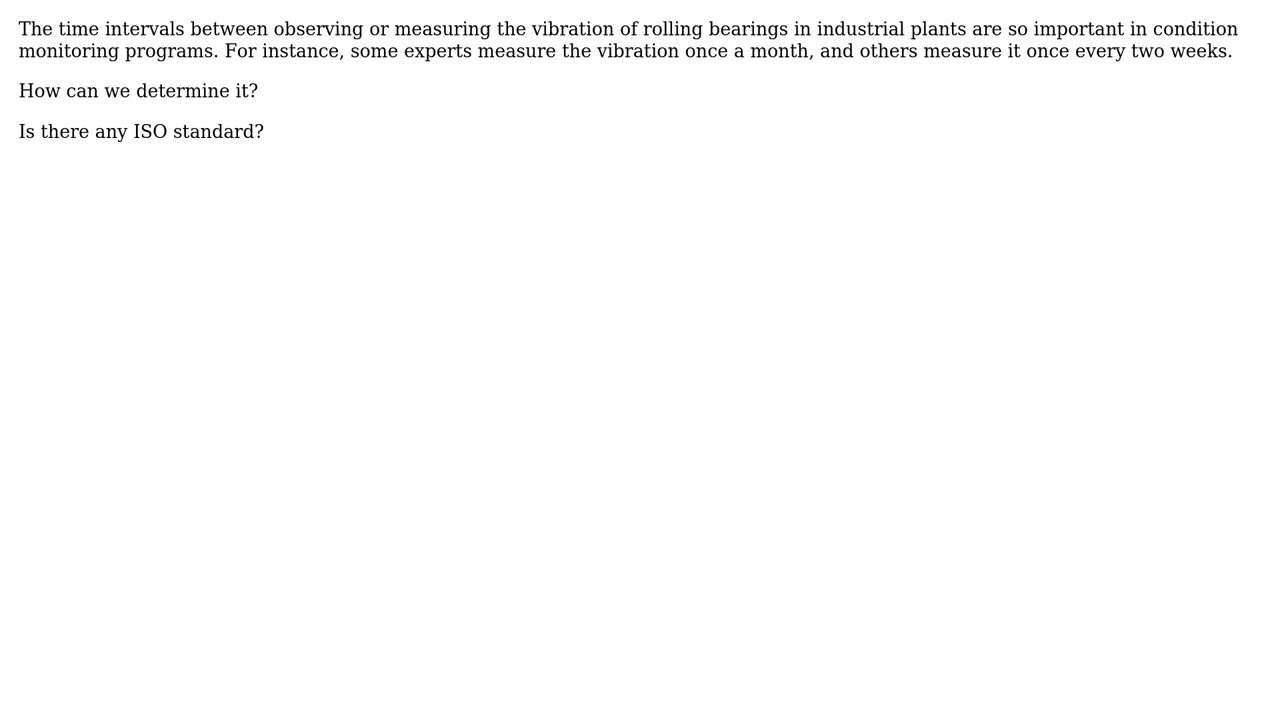 The time intervals between observing or measuring the vibration of rolling bearings in industrial plants are so important in condition
monitoring programs. For instance, some experts measure the vibration once a month, and others measure it once every two weeks.
How can we determine it?
Is there any ISO standard?